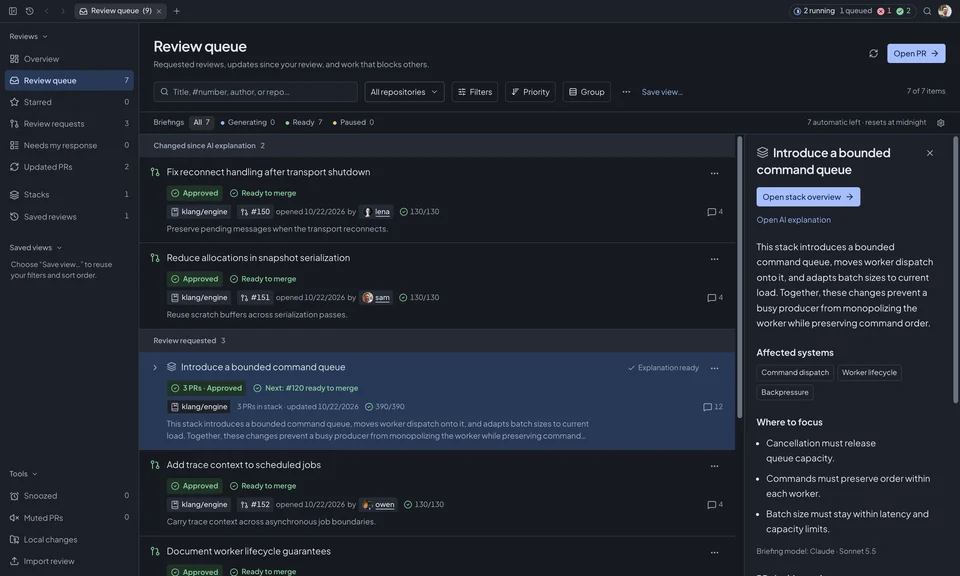 Review queue (9)
2 running 1 queued 1 2
Reviews
Overview
Review queue 7
Starred 0
Review requests 3
Needs my response 0
Updated PRs 2
Stacks 1
Saved reviews 1
Saved views
Choose "Save view..." to reuse
your filters and sort order.
Tools
Snoozed 0
Muted PRs 0
Local changes
Import review
Review queue
Requested reviews, updates since your review, and work that blocks others.
Open PR
Title, #number, author, or repo...
All repositories
Filters
Priority
Group
Save view...
7 of 7 items
Briefings All 7 Generating 0 Ready 7 Paused 0
7 automatic left · resets at midnight
Changed since AI explanation 2
Fix reconnect handling after transport shutdown
Approved Ready to merge
klang/engine #150 opened 10/22/2026 by lena 130/130 4
Preserve pending messages when the transport reconnects.
Reduce allocations in snapshot serialization
Approved Ready to merge
klang/engine #151 opened 10/22/2026 by sam 130/130 4
Reuse scratch buffers across serialization passes.
Review requested 3
Introduce a bounded command queue Explanation ready
3 PRs · Approved Next: #120 ready to merge
klang/engine 3 PRs in stack · updated 10/22/2026 390/390 12
This stack introduces a bounded command queue, moves worker dispatch onto it, and adapts batch sizes to current
load. Together, these changes prevent a busy producer from monopolizing the worker while preserving command...
Add trace context to scheduled jobs
Approved Ready to merge
klang/engine #152 opened 10/22/2026 by owen 130/130 4
Carry trace context across asynchronous job boundaries.
Document worker lifecycle guarantees
Approved Ready to merge
Introduce a bounded
command queue
Open stack overview
Open AI explanation
This stack introduces a bounded
command queue, moves worker dispatch
onto it, and adapts batch sizes to current
load. Together, these changes prevent a
busy producer from monopolizing the
worker while preserving command order.
Affected systems
Command dispatch Worker lifecycle
Backpressure
Where to focus
Cancellation must release
queue capacity.
Commands must preserve order within
each worker.
Batch size must stay within latency and
capacity limits.
Briefing model: Claude · Sonnet 5.5